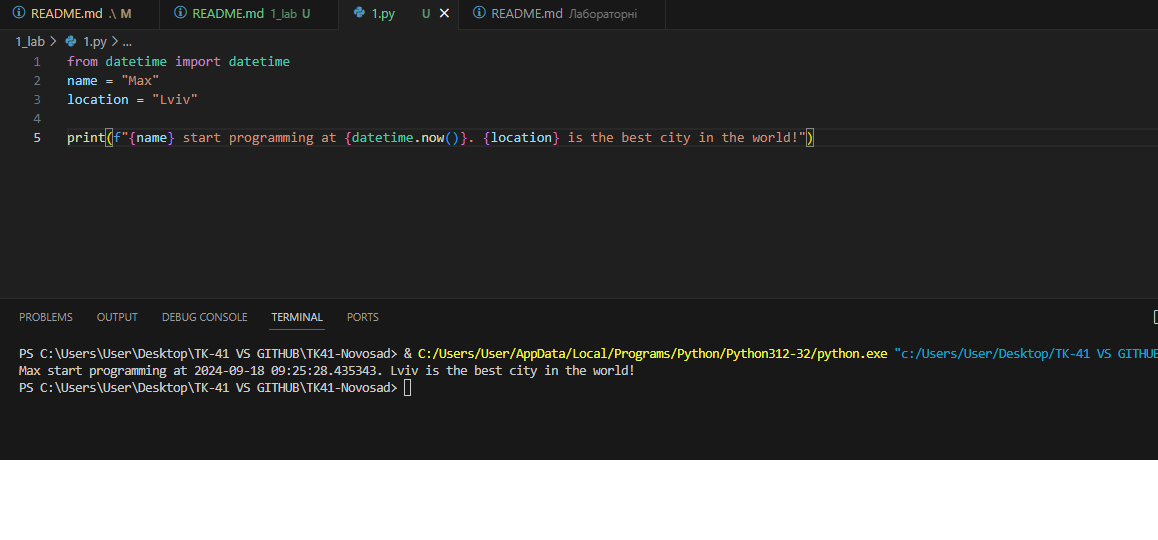 README.md .\ M README.md 1_lab U 1.py U README.md Лабораторні
1_lab > 1.py > ...
1 from datetime import datetime
2 name = "Max"
3 location = "Lviv"
4
5 print(f"{name} start programming at {datetime.now()}. {location} is the best city in the world!")
PROBLEMS OUTPUT DEBUG CONSOLE TERMINAL PORTS
PS C:\Users\User\Desktop\TK-41 VS GITHUB\TK41-Novosad> & C:/Users/User/AppData/Local/Programs/Python/Python312-32/python.exe "c:/Users/User/Desktop/TK-41 VS GITHUB
Max start programming at 2024-09-18 09:25:28.435343. Lviv is the best city in the world!
PS C:\Users\User\Desktop\TK-41 VS GITHUB\TK41-Novosad>